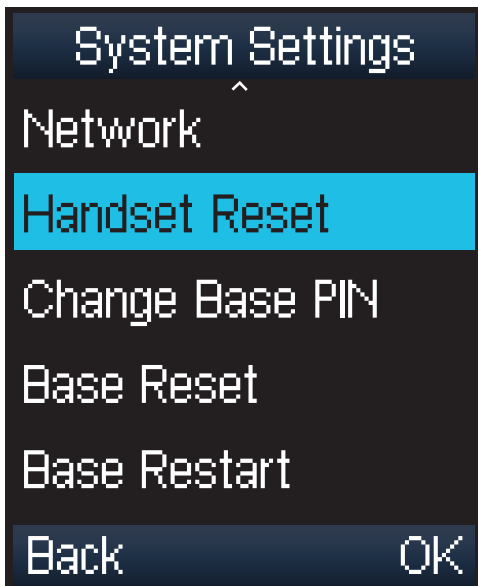 System Settings
Network
Handset Reset
Change Base PIN
Base Reset
Base Restart
Back OK